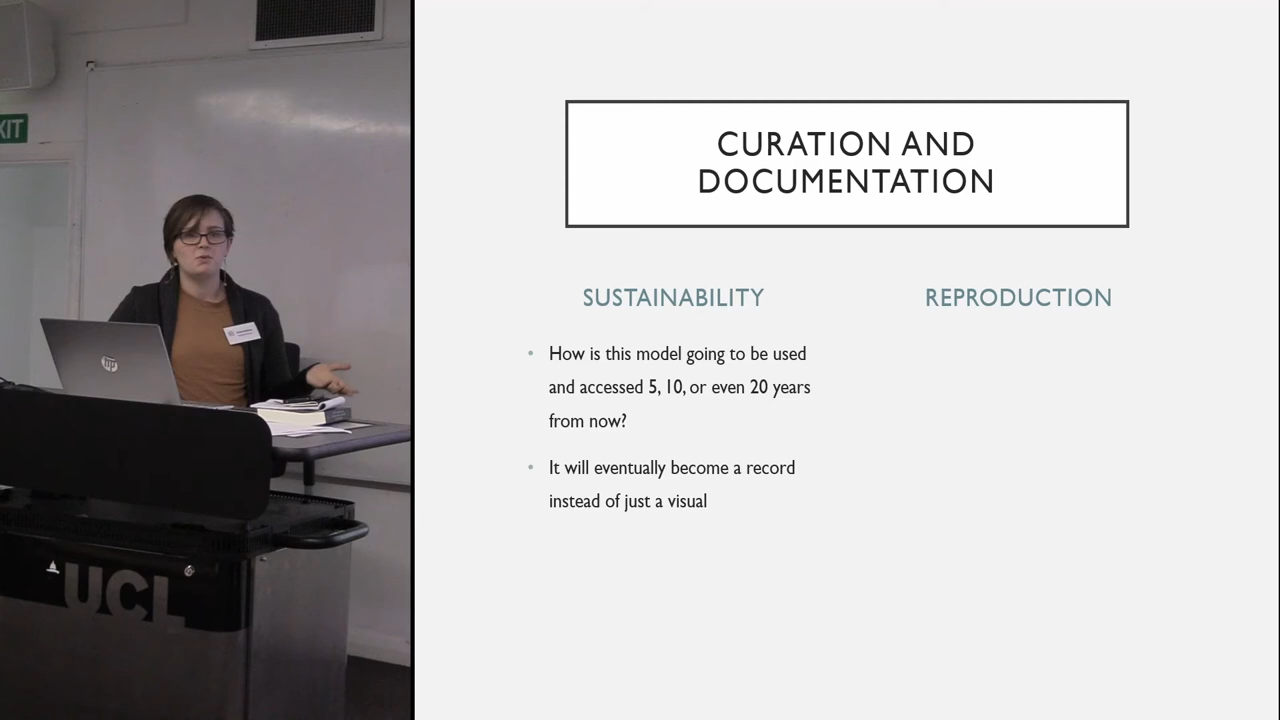 XIT
hp
UCL
CURATION AND
DOCUMENTATION
SUSTAINABILITY
REPRODUCTION
• How is this model going to be used
and accessed 5, 10, or even 20 years
from now?
• It will eventually become a record
instead of just a visual